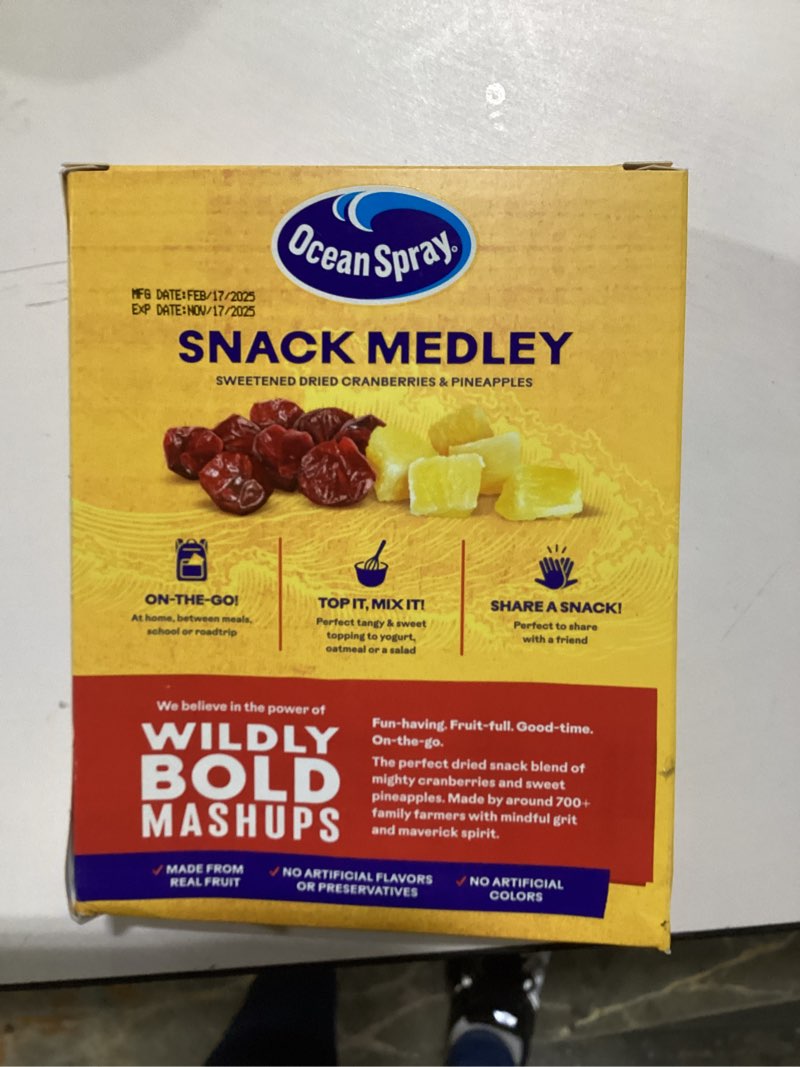 Ocean Spray®
MFG DATE:FEB/17/2025
EXP DATE:NOV/17/2025
SNACK MEDLEY
SWEETENED DRIED CRANBERRIES & PINEAPPLES
ON-THE-GO!
At home, between meals,
school or roadtrip
TOP IT, MIX IT!
Perfect tangy & sweet
topping to yogurt,
oatmeal or a salad
SHARE A SNACK!
Perfect to share
with a friend
We believe in the power of
WILDLY
BOLD
MASHUPS
Fun-having. Fruit-full. Good-time.
On-the-go.
The perfect dried snack blend of
mighty cranberries and sweet
pineapples. Made by around 700+
family farmers with mindful grit
and maverick spirit.
✓ MADE FROM
REAL FRUIT
✓ NO ARTIFICIAL FLAVORS
OR PRESERVATIVES
✓ NO ARTIFICIAL
COLORS